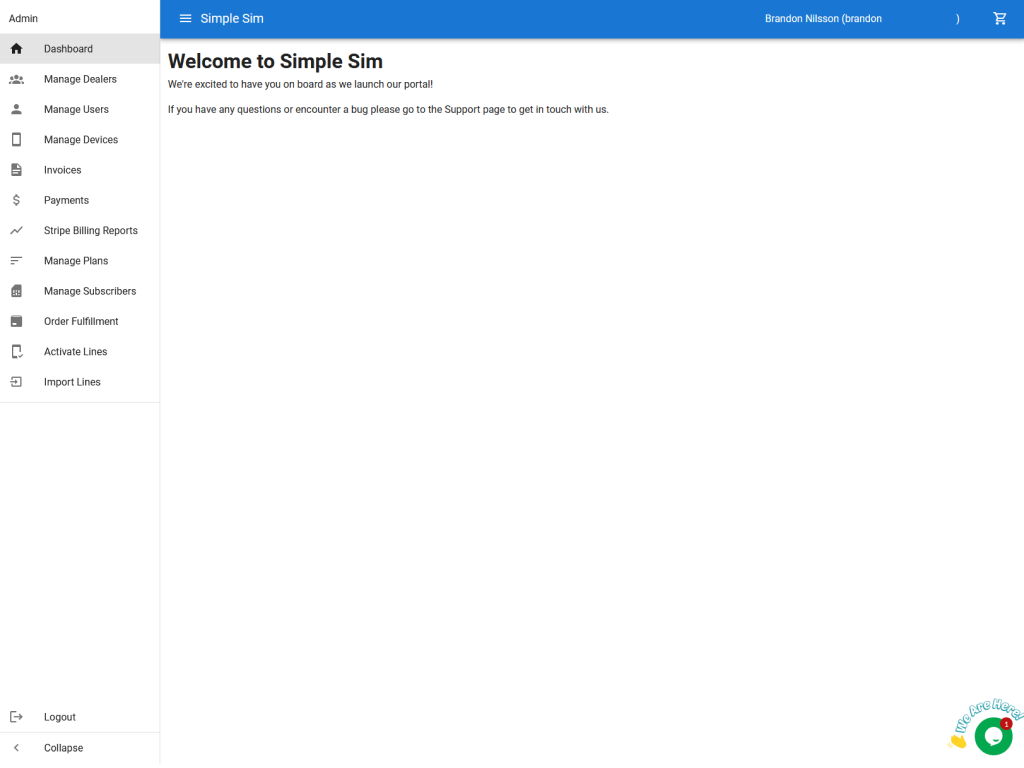 Admin
Simple Sim
Brandon Nilsson (brandon )
Dashboard
Manage Dealers
Manage Users
Manage Devices
Invoices
Payments
Stripe Billing Reports
Manage Plans
Manage Subscribers
Order Fulfillment
Activate Lines
Import Lines
Welcome to Simple Sim
We're excited to have you on board as we launch our portal!
If you have any questions or encounter a bug please go to the Support page to get in touch with us.
Logout
Collapse
We Are Here!
1